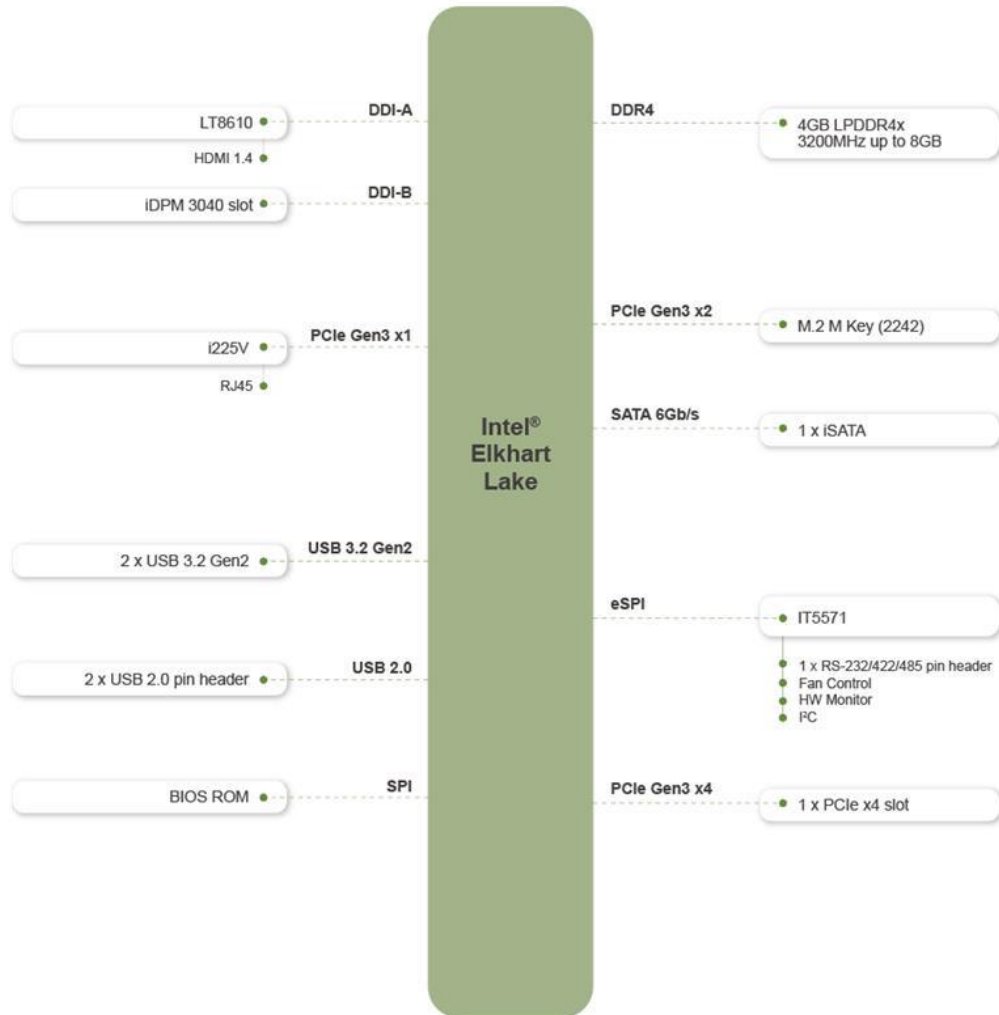 DDI-A
LT8610
HDMI 1.4
DDI-B
iDPM 3040 slot
PCIe Gen3 x1
i225V
RJ45
USB 3.2 Gen2
2 x USB 3.2 Gen2
USB 2.0
2 x USB 2.0 pin header
SPI
BIOS ROM
Intel®
Elkhart
Lake
DDR4
4GB LPDDR4x
3200MHz up to 8GB
PCIe Gen3 x2
M.2 M Key (2242)
SATA 6Gb/s
1 x iSATA
eSPI
IT5571
1 x RS-232/422/485 pin header
Fan Control
HW Monitor
I²C
PCIe Gen3 x4
1 x PCIe x4 slot